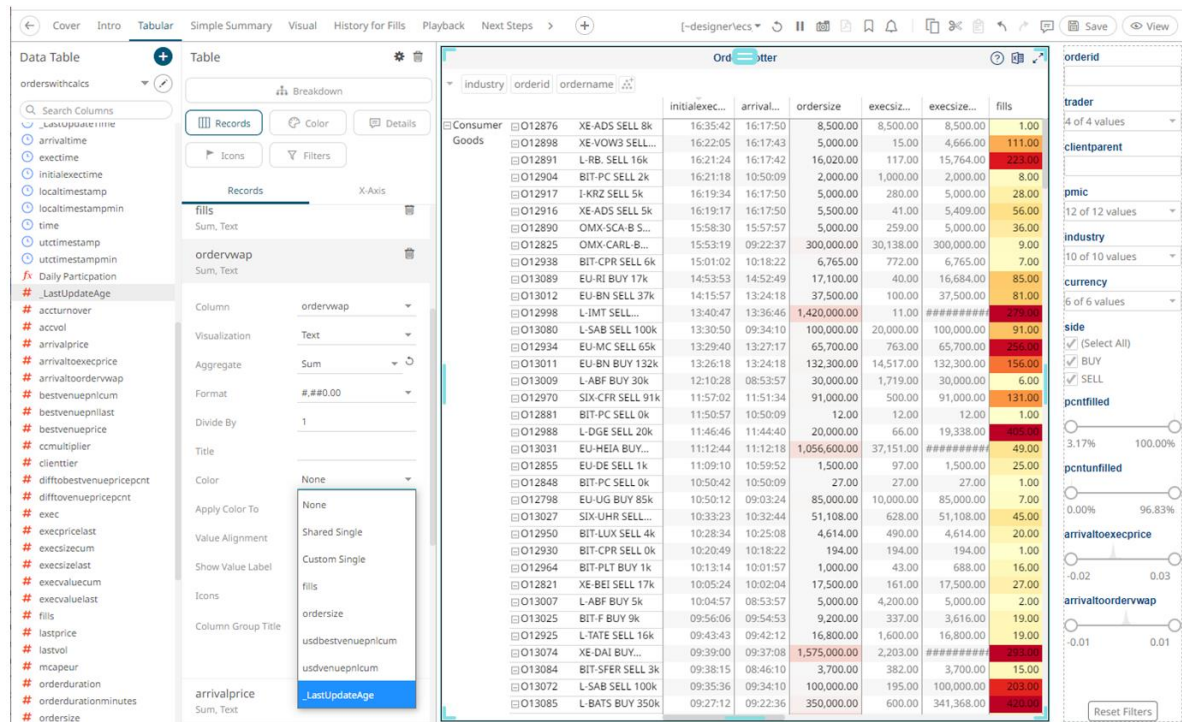 Cover Intro Tabular Simple Summary Visual History for Fills Playback Next Steps > + [~designer\ecs Save View
Data Table
orderswithcalcs
Search Columns
_LastUpdateTime
arrivaltime
exectime
initialexectime
localtimestamp
localtimestampmin
time
utctimestamp
utctimestampmin
fx Daily Particpation
# _LastUpdateAge
# accturnover
# accvol
# arrivalprice
# arrivaltoexecprice
# arrivaltoordervwap
# bestvenuepnlcum
# bestvenuepnllast
# bestvenueprice
# ccmultiplier
# clienttier
# difftobestvenuepricepcnt
# difftovenuepricepcnt
# exec
# execpricelast
# execsizecum
# execsizelast
# execvaluecum
# execvaluelast
# fills
# lastprice
# lastvol
# mcapeur
# orderduration
# orderdurationminutes
# ordersize
Table
Breakdown
Records Color Details
Icons Filters
Records X-Axis
fills
Sum, Text
ordervwap
Sum, Text
Column ordervwap
Visualization Text
Aggregate Sum
Format #,##0.00
Divide By 1
Title
Color None
Apply Color To
Value Alignment
Show Value Label
Icons
Column Group Title
None
Shared Single
Custom Single
fills
ordersize
usdbestvenuepnlcum
usdvenuepnlcum
_LastUpdateAge
arrivalprice
Sum, Text
industry orderid ordername
initialexec... arrival... ordersize execsiz... execsize... fills
Consumer Goods
O12876 XE-ADS SELL 8k 16:35:42 16:17:50 8,500.00 8,500.00 8,500.00 1.00
O12898 XE-VOW3 SELL... 16:22:05 16:17:43 5,000.00 15.00 4,666.00 111.00
O12891 L-RB. SELL 16k 16:21:24 16:17:42 16,020.00 117.00 15,764.00 223.00
O12904 BIT-PC SELL 2k 16:21:18 10:50:09 2,000.00 1,000.00 2,000.00 8.00
O12917 I-KRZ SELL 5k 16:19:34 16:17:50 5,000.00 280.00 5,000.00 28.00
O12916 XE-ADS SELL 5k 16:19:17 16:17:50 5,500.00 41.00 5,409.00 56.00
O12890 OMX-SCA-B S... 15:58:30 15:57:57 5,000.00 259.00 5,000.00 36.00
O12825 OMX-CARL-B... 15:53:19 09:22:37 300,000.00 30,138.00 300,000.00 9.00
O12938 BIT-CPR SELL 6k 15:01:02 10:18:22 6,765.00 772.00 6,765.00 7.00
O13089 EU-RI BUY 17k 14:53:53 14:52:49 17,100.00 40.00 16,684.00 85.00
O13012 EU-BN SELL 37k 14:15:57 13:24:18 37,500.00 100.00 37,500.00 81.00
O12998 L-IMT SELL... 13:40:47 13:36:46 1,420,000.00 11.00 ########## 279.00
O13080 L-SAB SELL 100k 13:30:50 09:34:10 100,000.00 20,000.00 100,000.00 91.00
O12934 EU-MC SELL 65k 13:29:40 13:27:17 65,700.00 763.00 65,700.00 256.00
O13011 EU-BN BUY 132k 13:26:18 13:24:18 132,300.00 14,517.00 132,300.00 156.00
O13009 L-ABF BUY 30k 12:10:28 08:53:57 30,000.00 1,719.00 30,000.00 6.00
O12970 SIX-CFR SELL 91k 11:57:02 11:51:34 91,000.00 500.00 91,000.00 131.00
O12881 BIT-PC SELL 0k 11:50:57 10:50:09 12.00 12.00 12.00 1.00
O12988 L-DGE SELL 20k 11:46:46 11:44:40 20,000.00 66.00 19,338.00 405.00
O13031 EU-HEIA BUY... 11:12:44 11:12:18 1,056,600.00 37,151.00 ########## 49.00
O12855 EU-DE SELL 1k 11:09:10 10:59:52 1,500.00 97.00 1,500.00 25.00
O12848 BIT-PC SELL 0k 10:50:42 10:50:09 27.00 27.00 27.00 1.00
O12798 EU-UG BUY 85k 10:50:12 09:03:24 85,000.00 10,000.00 85,000.00 7.00
O13027 SIX-UHR SELL... 10:33:23 10:32:44 51,108.00 628.00 51,108.00 45.00
O12950 BIT-LUX SELL 4k 10:28:34 10:25:08 4,614.00 490.00 4,614.00 20.00
O12930 BIT-CPR SELL 0k 10:20:49 10:18:22 194.00 194.00 194.00 1.00
O12964 BIT-PLT BUY 1k 10:13:14 10:01:57 1,000.00 43.00 688.00 16.00
O12821 XE-BEI SELL 17k 10:05:24 10:02:04 17,500.00 161.00 17,500.00 27.00
O13007 L-ABF BUY 5k 10:04:57 08:53:57 5,000.00 4,200.00 5,000.00 2.00
O13025 BIT-F BUY 9k 09:56:06 09:54:53 9,200.00 337.00 3,616.00 19.00
O12925 L-TATE SELL 16k 09:43:43 09:42:12 16,800.00 1,600.00 16,800.00 19.00
O13074 XE-DAI BUY... 09:39:00 09:37:08 1,575,000.00 2,203.00 ########## 293.00
O13084 BIT-SFER SELL 3k 09:38:15 08:46:10 3,700.00 382.00 3,700.00 15.00
O13072 L-SAB SELL 100k 09:35:36 09:34:10 100,000.00 195.00 100,000.00 203.00
O13085 L-BATS BUY 350k 09:27:12 09:22:36 350,000.00 600.00 341,368.00 420.00
orderid
trader
4 of 4 values
clientparent
pmic
12 of 12 values
industry
10 of 10 values
currency
6 of 6 values
side
(Select All)
BUY
SELL
pcntfilled
3.17% 100.00%
pcntunfilled
0.00% 96.83%
arrivaltoexecprice
-0.02 0.03
arrivaltoordervwap
-0.01 0.01
Reset Filters